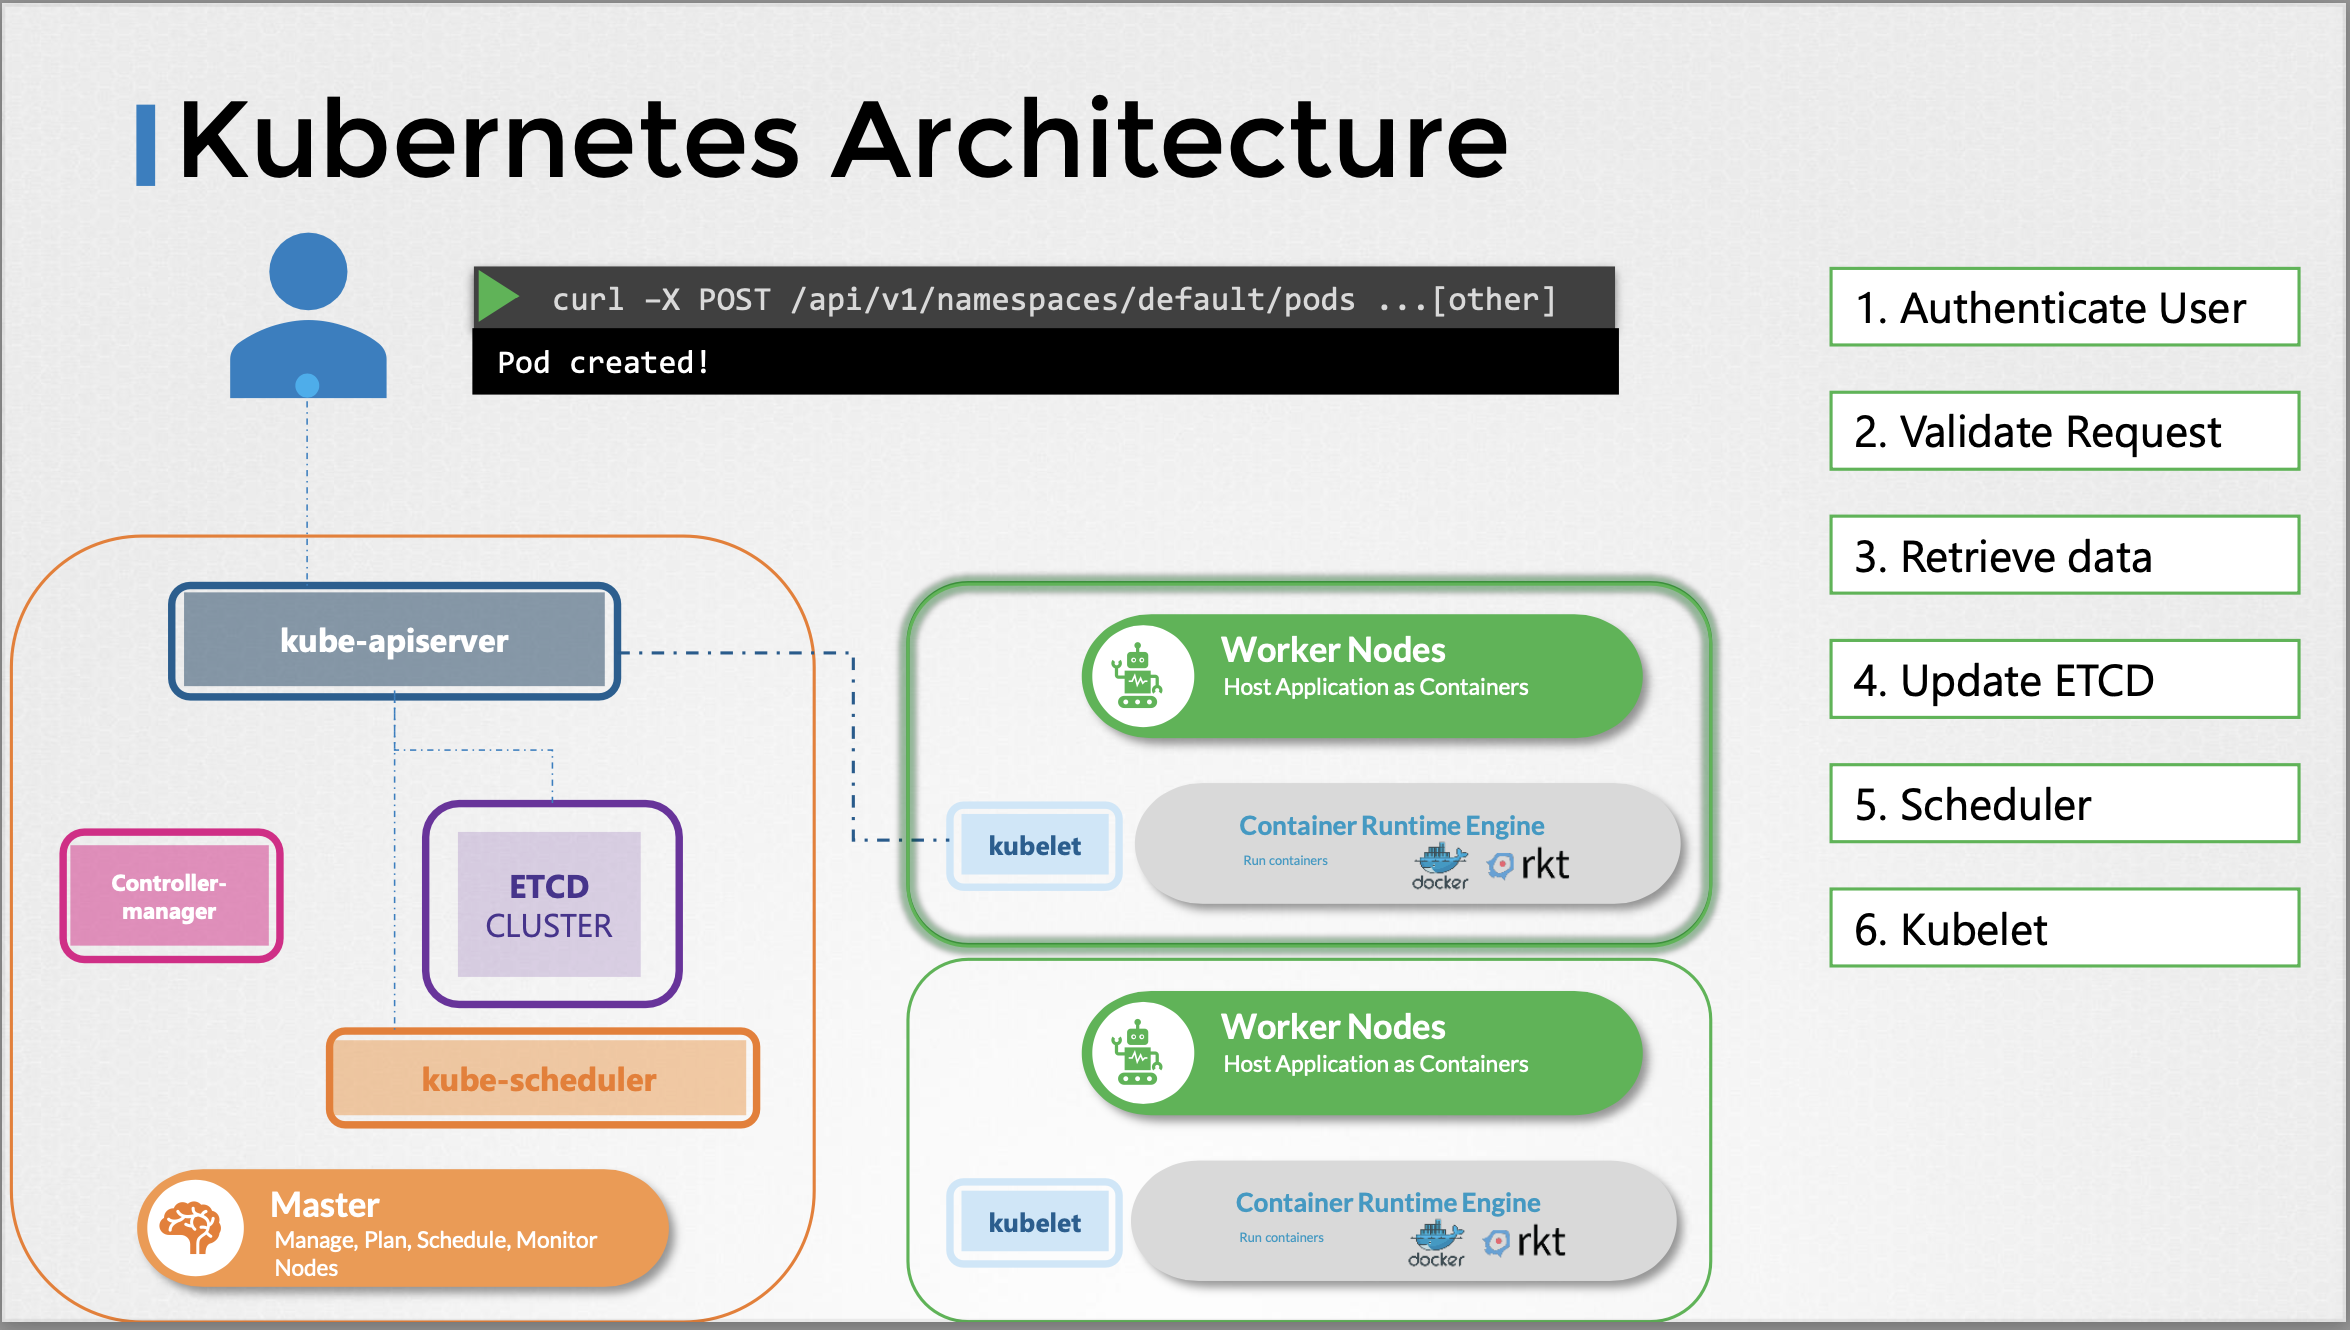 Kubernetes Architecture
curl –X POST /api/v1/namespaces/default/pods ...[other]
Pod created!
1. Authenticate User
2. Validate Request
3. Retrieve data
4. Update ETCD
5. Scheduler
6. Kubelet
kube-apiserver
Controller-
manager
ETCD
CLUSTER
kube-scheduler
Master
Manage, Plan, Schedule, Monitor
Nodes
Worker Nodes
Host Application as Containers
kubelet
Container Runtime Engine
Run containers
docker
rkt
Worker Nodes
Host Application as Containers
kubelet
Container Runtime Engine
Run containers
docker
rkt